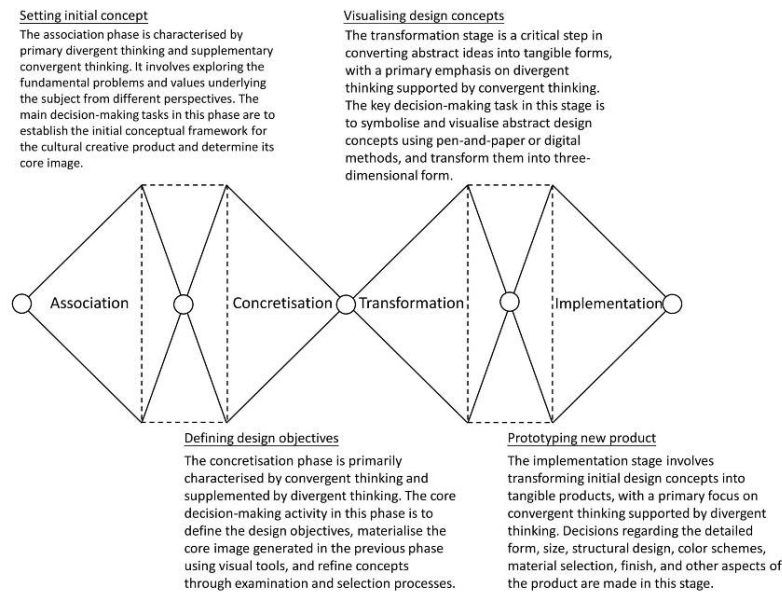 Setting initial concept
The association phase is characterised by
primary divergent thinking and supplementary
convergent thinking. It involves exploring the
fundamental problems and values underlying
the subject from different perspectives. The
main decision-making tasks in this phase are to
establish the initial conceptual framework for
the cultural creative product and determine its
core image.
Visualising design concepts
The transformation stage is a critical step in
converting abstract ideas into tangible forms,
with a primary emphasis on divergent
thinking supported by convergent thinking.
The key decision-making task in this stage is
to symbolise and visualise abstract design
concepts using pen-and-paper or digital
methods, and transform them into three-
dimensional form.
Association
Concretisation
Transformation
Implementation
Defining design objectives
The concretisation phase is primarily
characterised by convergent thinking and
supplemented by divergent thinking. The core
decision-making activity in this phase is to
define the design objectives, materialise the
core image generated in the previous phase
using visual tools, and refine concepts
through examination and selection processes.
Prototyping new product
The implementation stage involves
transforming initial design concepts into
tangible products, with a primary focus on
convergent thinking supported by divergent
thinking. Decisions regarding the detailed
form, size, structural design, color schemes,
material selection, finish, and other aspects of
the product are made in this stage.